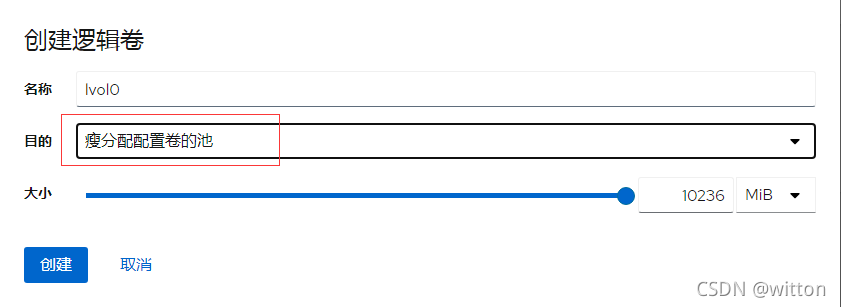 创建逻辑卷
名称 lvol0
目的 瘦分配配置卷的池
大小 10236 MiB
创建 取消
CSDN @witton